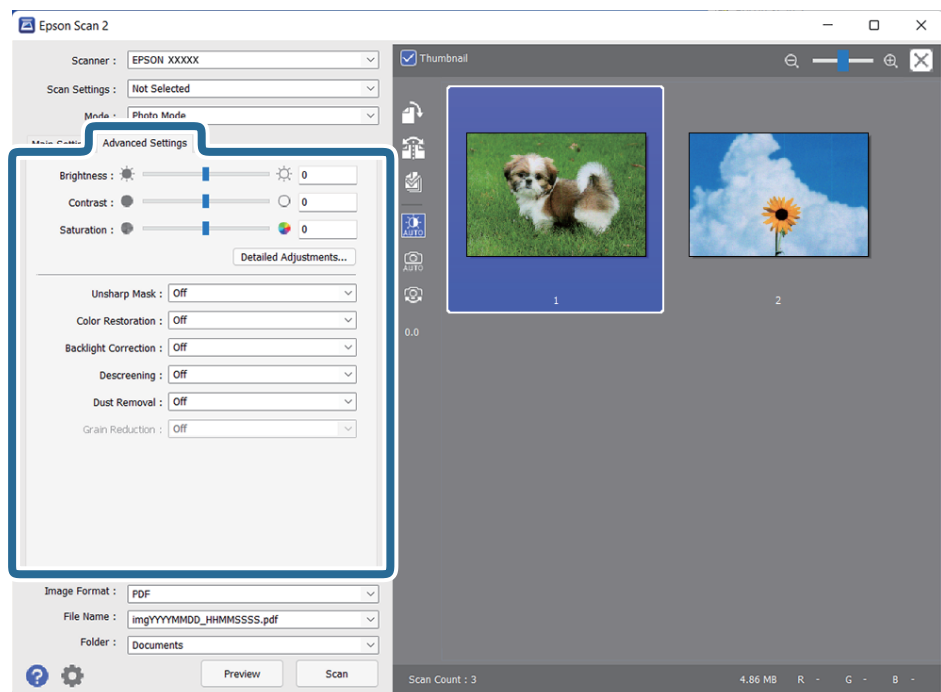 Epson Scan 2
Scanner : EPSON XXXXX
Scan Settings : Not Selected
Mode : Photo Mode
Advanced Settings
Brightness : 0
Contrast : 0
Saturation : 0
Detailed Adjustments...
Unsharp Mask : Off
Color Restoration : Off
Backlight Correction : Off
Descreening : Off
Dust Removal : Off
Grain Reduction : Off
Image Format : PDF
File Name : imgYYYYMMDD_HHMMSSSS.pdf
Folder : Documents
Preview
Scan
Thumbnail
AUTO
AUTO
0.0
1
2
Scan Count : 3
4.86 MB R - G - B -